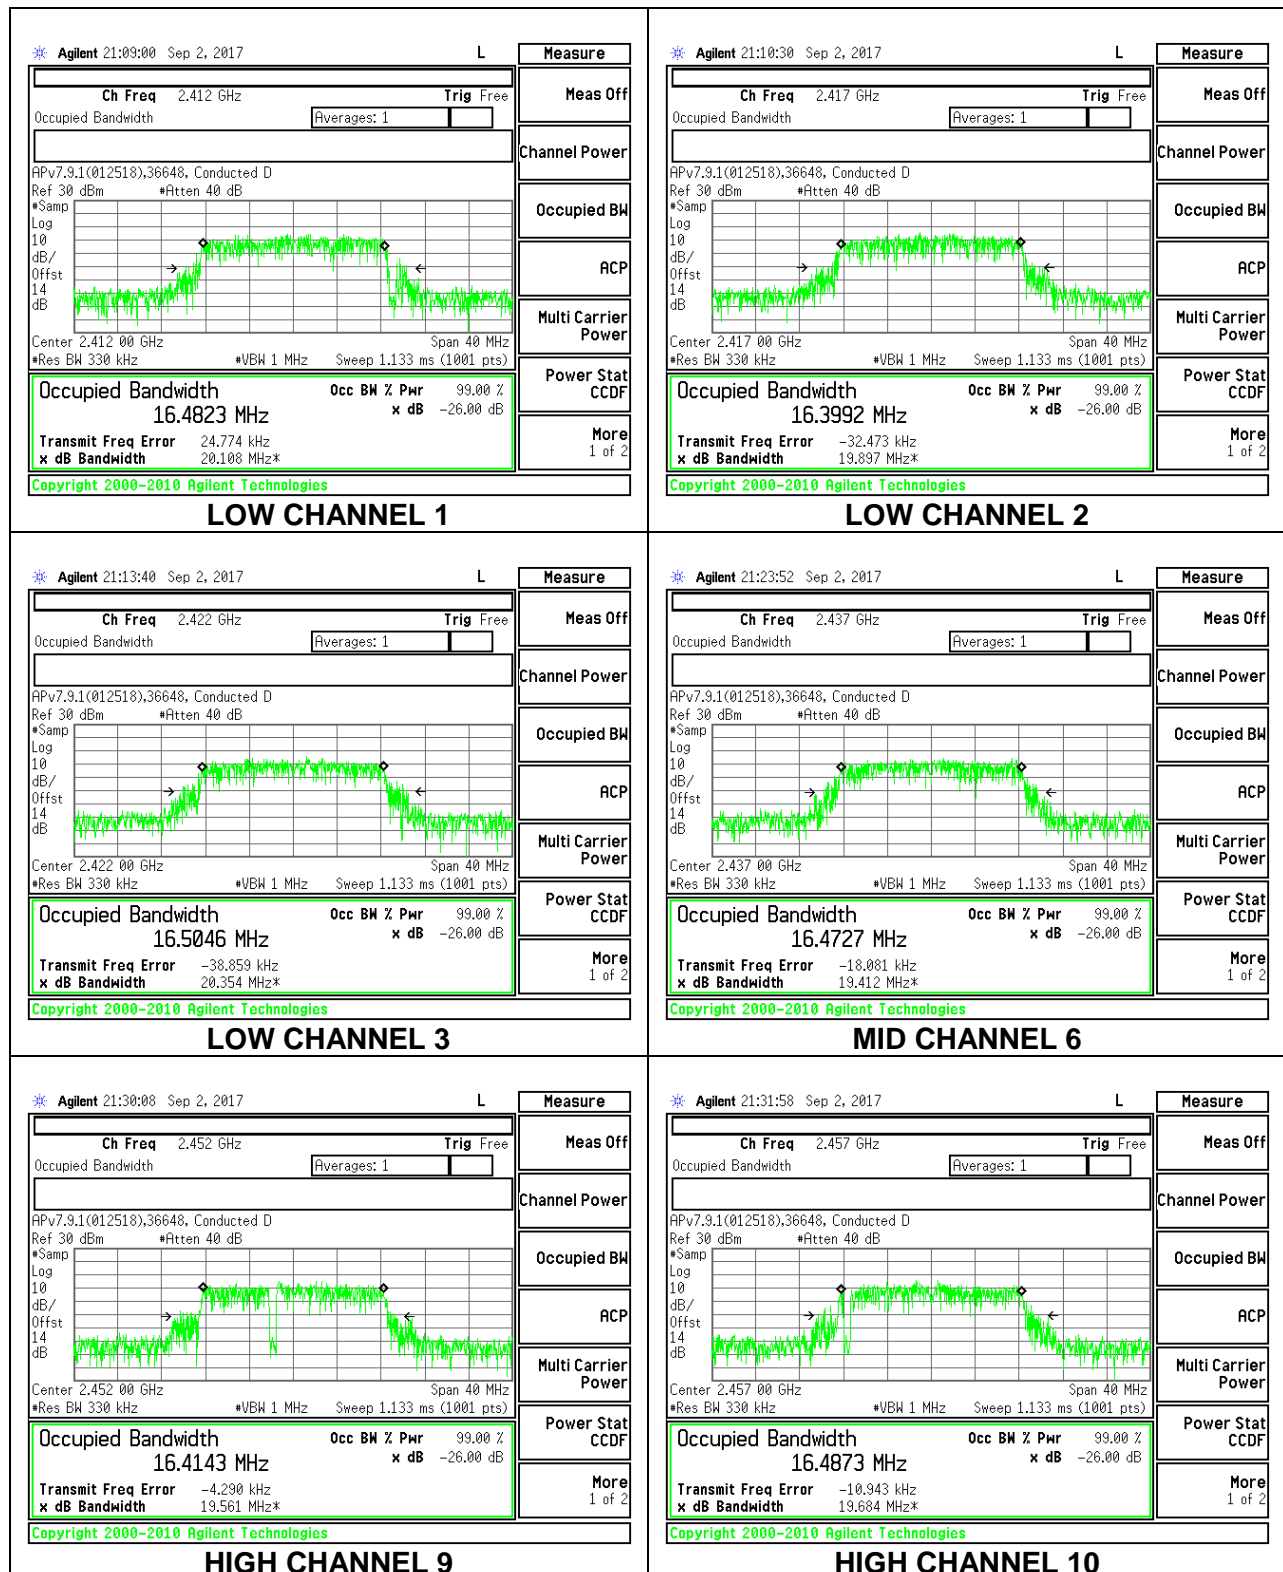 Agilent 21:09:00 Sep 2, 2017 L Measure
Ch Freq 2.412 GHz Trig Free
Occupied Bandwidth Averages: 1
APv7.9.1(012518),36648, Conducted D
Ref 30 dBm #Atten 40 dB
#Samp
Log
10
dB/
Offst
14
dB
Center 2.412 00 GHz Span 40 MHz
#Res BW 330 kHz #VBW 1 MHz Sweep 1.133 ms (1001 pts)
Occupied Bandwidth Occ BW % Pwr 99.00 %
16.4823 MHz x dB -26.00 dB
Transmit Freq Error 24.774 kHz
x dB Bandwidth 20.108 MHz*
Copyright 2000-2010 Agilent Technologies
Meas Off
Channel Power
Occupied BW
ACP
Multi Carrier
Power
Power Stat
CCDF
More
1 of 2
LOW CHANNEL 1
Agilent 21:10:30 Sep 2, 2017 L Measure
Ch Freq 2.417 GHz Trig Free
Occupied Bandwidth Averages: 1
APv7.9.1(012518),36648, Conducted D
Ref 30 dBm #Atten 40 dB
#Samp
Log
10
dB/
Offst
14
dB
Center 2.417 00 GHz Span 40 MHz
#Res BW 330 kHz #VBW 1 MHz Sweep 1.133 ms (1001 pts)
Occupied Bandwidth Occ BW % Pwr 99.00 %
16.3992 MHz x dB -26.00 dB
Transmit Freq Error -32.473 kHz
x dB Bandwidth 19.897 MHz*
Copyright 2000-2010 Agilent Technologies
Meas Off
Channel Power
Occupied BW
ACP
Multi Carrier
Power
Power Stat
CCDF
More
1 of 2
LOW CHANNEL 2
Agilent 21:13:40 Sep 2, 2017 L Measure
Ch Freq 2.422 GHz Trig Free
Occupied Bandwidth Averages: 1
APv7.9.1(012518),36648, Conducted D
Ref 30 dBm #Atten 40 dB
#Samp
Log
10
dB/
Offst
14
dB
Center 2.422 00 GHz Span 40 MHz
#Res BW 330 kHz #VBW 1 MHz Sweep 1.133 ms (1001 pts)
Occupied Bandwidth Occ BW % Pwr 99.00 %
16.5046 MHz x dB -26.00 dB
Transmit Freq Error -38.859 kHz
x dB Bandwidth 20.354 MHz*
Copyright 2000-2010 Agilent Technologies
Meas Off
Channel Power
Occupied BW
ACP
Multi Carrier
Power
Power Stat
CCDF
More
1 of 2
LOW CHANNEL 3
Agilent 21:23:52 Sep 2, 2017 L Measure
Ch Freq 2.437 GHz Trig Free
Occupied Bandwidth Averages: 1
APv7.9.1(012518),36648, Conducted D
Ref 30 dBm #Atten 40 dB
#Samp
Log
10
dB/
Offst
14
dB
Center 2.437 00 GHz Span 40 MHz
#Res BW 330 kHz #VBW 1 MHz Sweep 1.133 ms (1001 pts)
Occupied Bandwidth Occ BW % Pwr 99.00 %
16.4727 MHz x dB -26.00 dB
Transmit Freq Error -18.081 kHz
x dB Bandwidth 19.412 MHz*
Copyright 2000-2010 Agilent Technologies
Meas Off
Channel Power
Occupied BW
ACP
Multi Carrier
Power
Power Stat
CCDF
More
1 of 2
MID CHANNEL 6
Agilent 21:30:08 Sep 2, 2017 L Measure
Ch Freq 2.452 GHz Trig Free
Occupied Bandwidth Averages: 1
APv7.9.1(012518),36648, Conducted D
Ref 30 dBm #Atten 40 dB
#Samp
Log
10
dB/
Offst
14
dB
Center 2.452 00 GHz Span 40 MHz
#Res BW 330 kHz #VBW 1 MHz Sweep 1.133 ms (1001 pts)
Occupied Bandwidth Occ BW % Pwr 99.00 %
16.4143 MHz x dB -26.00 dB
Transmit Freq Error -4.290 kHz
x dB Bandwidth 19.561 MHz*
Copyright 2000-2010 Agilent Technologies
Meas Off
Channel Power
Occupied BW
ACP
Multi Carrier
Power
Power Stat
CCDF
More
1 of 2
HIGH CHANNEL 9
Agilent 21:31:58 Sep 2, 2017 L Measure
Ch Freq 2.457 GHz Trig Free
Occupied Bandwidth Averages: 1
APv7.9.1(012518),36648, Conducted D
Ref 30 dBm #Atten 40 dB
#Samp
Log
10
dB/
Offst
14
dB
Center 2.457 00 GHz Span 40 MHz
#Res BW 330 kHz #VBW 1 MHz Sweep 1.133 ms (1001 pts)
Occupied Bandwidth Occ BW % Pwr 99.00 %
16.4873 MHz x dB -26.00 dB
Transmit Freq Error -10.943 kHz
x dB Bandwidth 19.684 MHz*
Copyright 2000-2010 Agilent Technologies
Meas Off
Channel Power
Occupied BW
ACP
Multi Carrier
Power
Power Stat
CCDF
More
1 of 2
HIGH CHANNEL 10